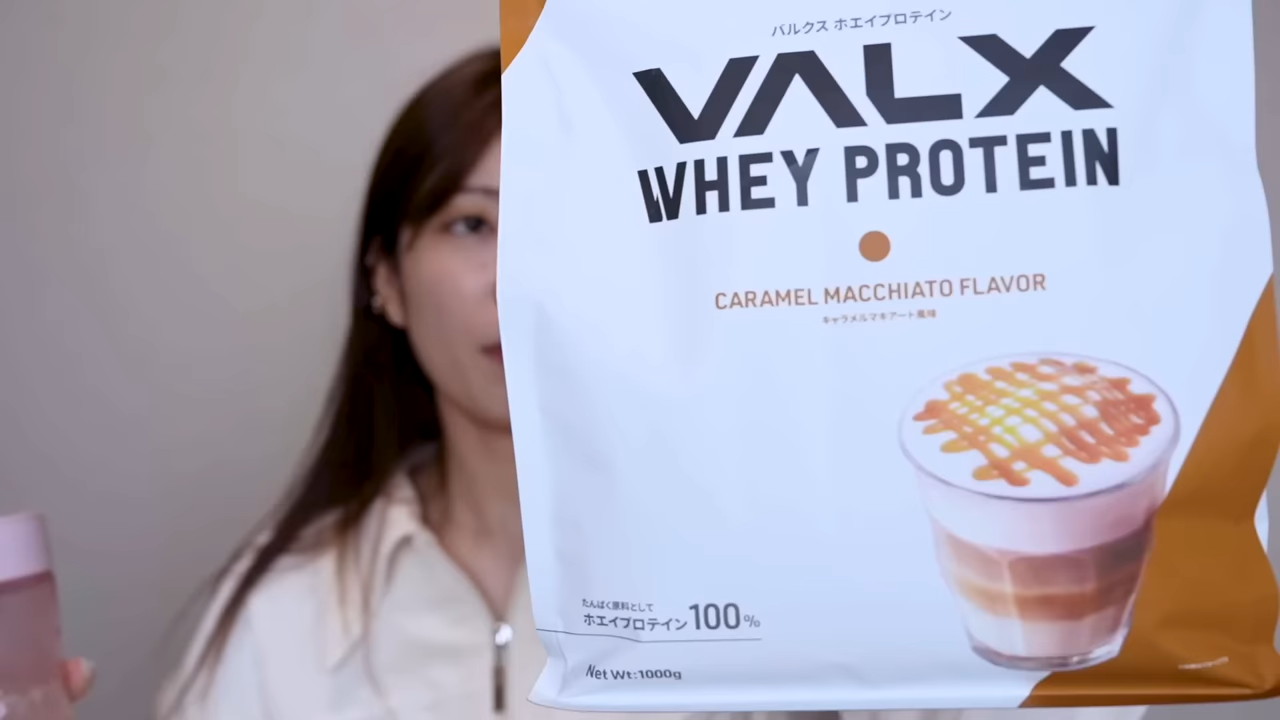 バルクス ホエイプロテイン
VALX
WHEY PROTEIN
CARAMEL MACCHIATO FLAVOR
キャラメルマキアート風味
たんぱく原料として
ホエイプロテイン100%
Net Wt:1000g